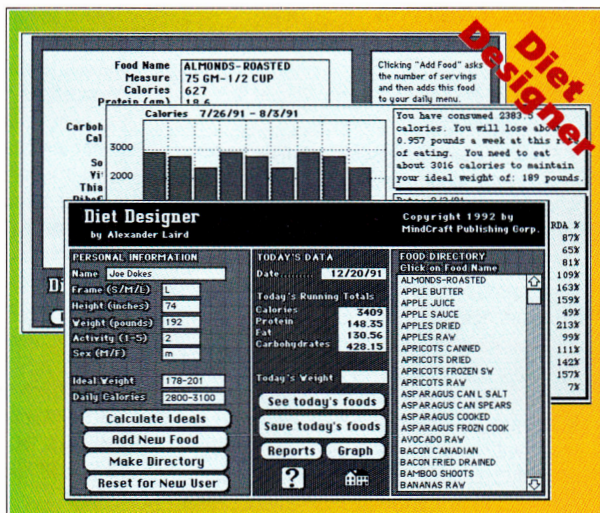 Diet
Designer
Food Name ALMONDS-ROASTED
Measure 75 GM-1/2 CUP
Calories 627
Protein (gm) 18.6
Clicking "Add Food" asks
the number of servings
and then adds this food
to your daily menu.
Carboh
Cal
So
Vi
Thia
Calories 7/26/91 - 8/3/91
3000
2000
You have consumed 2383.5
calories. You will lose abou
0.957 pounds a week at this r
of eating. You need to eat
about 3016 calories to maintain
your ideal weight of: 189 pounds.
RDA %
87%
65%
81%
109%
163%
159%
49%
213%
99%
111%
142%
157%
7%
Di
Diet Designer
by Alexander Laird
Copyright 1992 by
MindCraft Publishing Corp.
PERSONAL INFORMATION
Name Joe Dokes
Frame (S/M/L) L
Height (inches) 74
Weight (pounds) 192
Activity (1-5) 2
Sex (M/F) m
Ideal Weight 178-201
Daily Calories 2800-3100
Calculate Ideals
Add New Food
Make Directory
Reset for New User
TODAY'S DATA
Date......... 12/20/91
Today's Running Totals
Calories 3409
Protein 148.35
Fat 130.56
Carbohydrates 428.15
Today's Weight
See today's foods
Save today's foods
Reports Graph
?
FOOD DIRECTORY
Click on Food Name
ALMONDS-ROASTED
APPLE BUTTER
APPLE JUICE
APPLE SAUCE
APPLES DRIED
APPLES RAW
APRICOTS CANNED
APRICOTS DRIED
APRICOTS FROZEN SW
APRICOTS RAW
ASPARAGUS CAN L SALT
ASPARAGUS CAN SPEARS
ASPARAGUS COOKED
ASPARAGUS FROZN COOK
AVOCADO RAW
BACON CANADIAN
BACON FRIED DRAINED
BAMBOO SHOOTS
BANANAS RAW